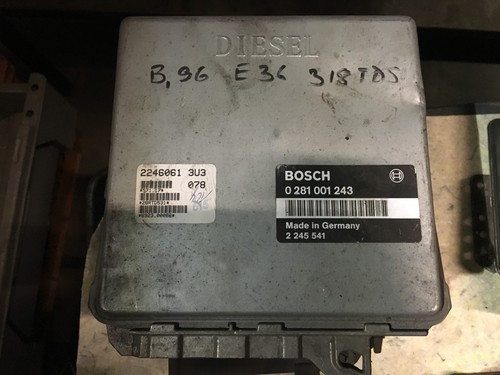 DIESEL
B,96 E36 318TDS
2246061 3U3
078
BOSCH
0 281 001 243
Made in Germany
2 245 541